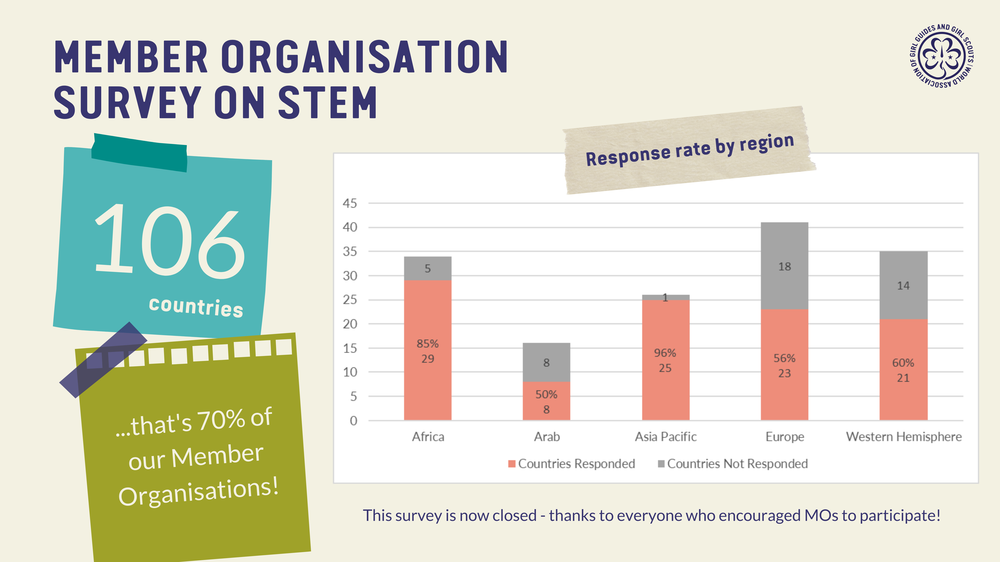 MEMBER ORGANISATION
SURVEY ON STEM
WORLD ASSOCIATION OF GIRL GUIDES AND GIRL SCOUTS |
106
countries
...that's 70% of
our Member
Organisations!
Response rate by region
45
40
35
30
25
20
15
10
5
0
5
85%
29
8
50%
8
1
96%
25
18
56%
23
14
60%
21
Africa
Arab
Asia Pacific
Europe
Western Hemisphere
Countries Responded
Countries Not Responded
This survey is now closed - thanks to everyone who encouraged MOs to participate!